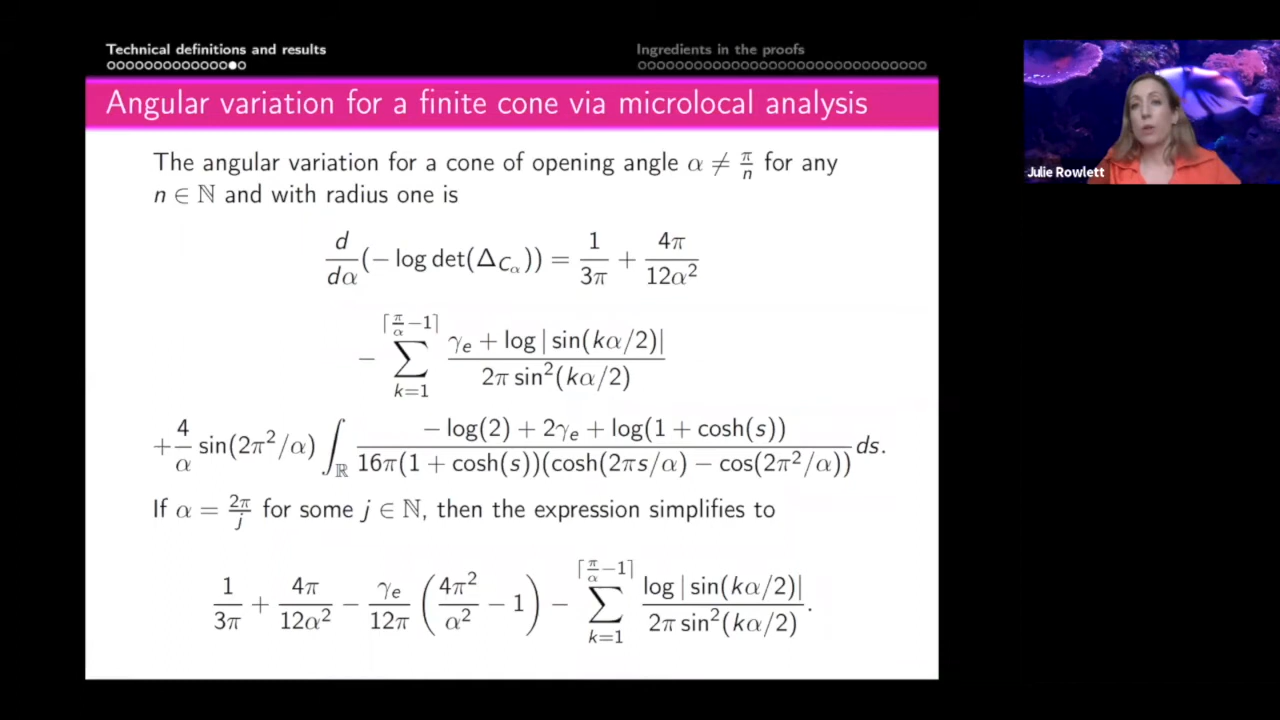 Technical definitions and results
Ingredients in the proofs
Angular variation for a finite cone via microlocal analysis
Julie Rowlett
The angular variation for a cone of opening angle α ≠ π/n for any
n ∈ ℕ and with radius one is
d/dα (− log det(Δ_{C_α})) = 1/3π + 4π/12α²
− ∑_{k=1}^{⌈π/α −1⌉} (γ_e + log | sin(kα/2)|)/(2π sin²(kα/2))
+ 4/α sin(2π²/α) ∫_ℝ (− log(2) + 2γ_e + log(1 + cosh(s)))/(16π(1 + cosh(s))(cosh(2πs/α) − cos(2π²/α))) ds.
If α = 2π/j for some j ∈ ℕ, then the expression simplifies to
1/3π + 4π/12α² − γ_e/12π (4π²/α² − 1) − ∑_{k=1}^{⌈π/α −1⌉} log | sin(kα/2)|/(2π sin²(kα/2)).